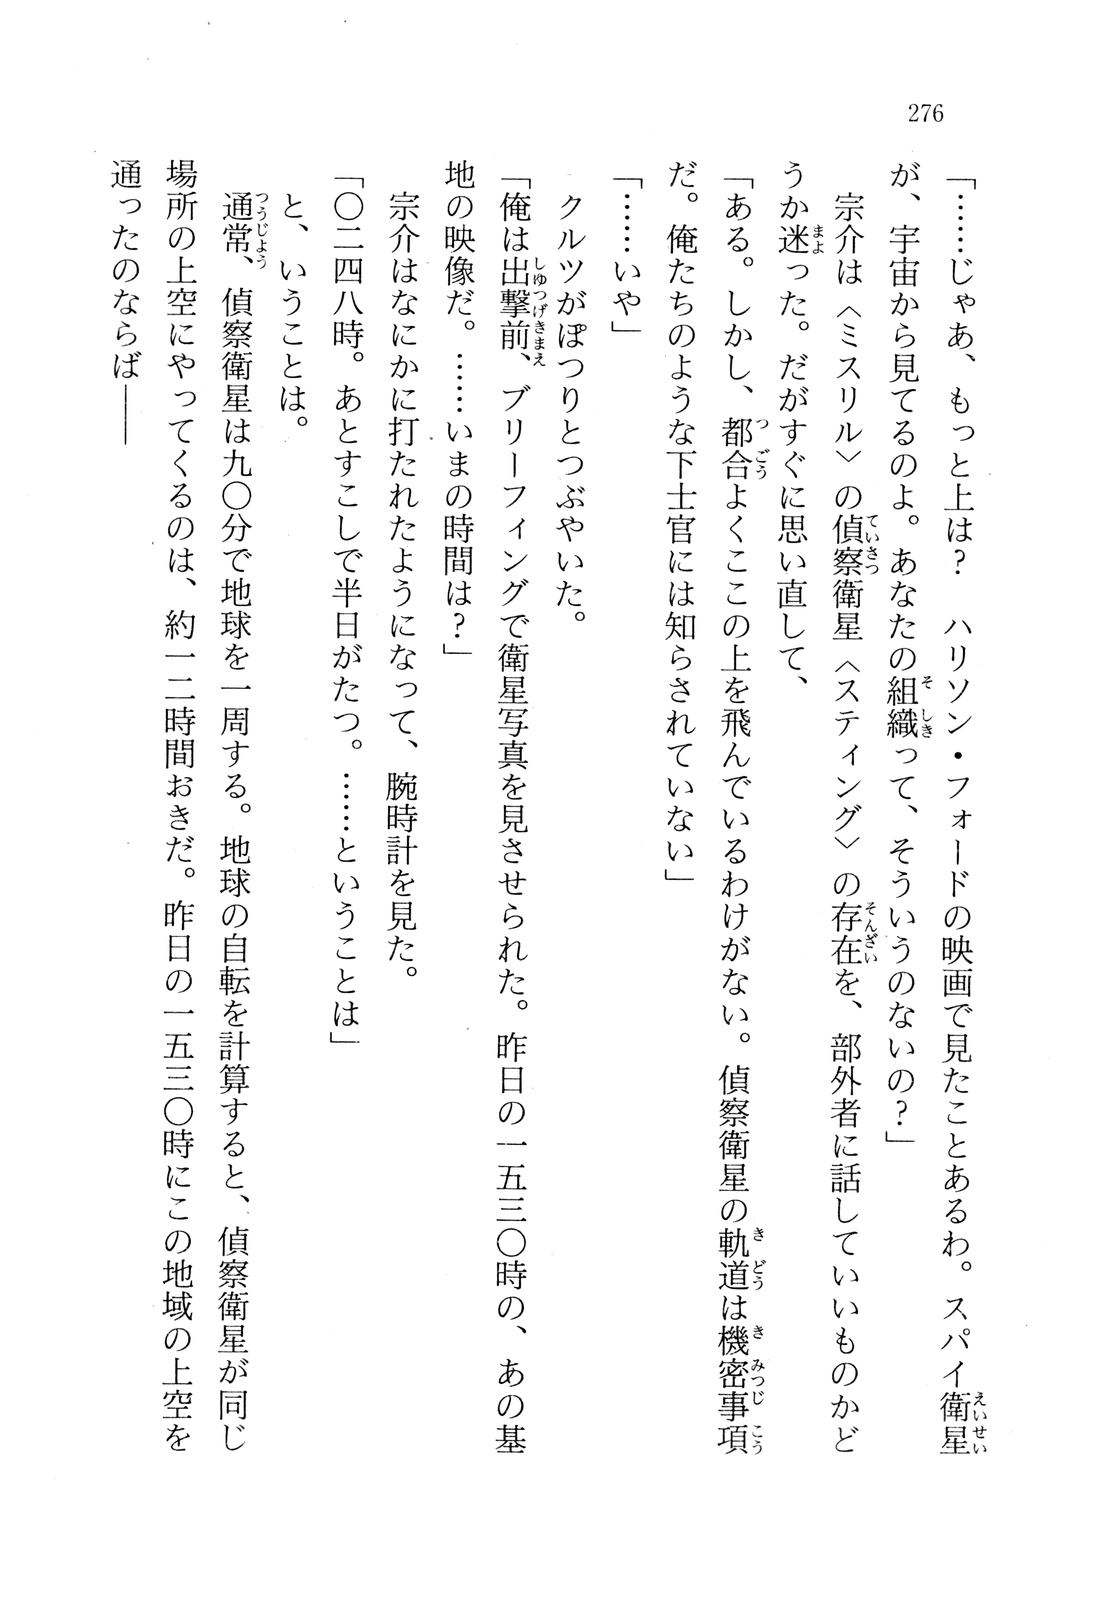 276
「……じゃあ、もっと上は？　ハリソン・フォードの映画で見たことあるわ。スパイ衛星
が、宇宙から見てるのよ。あなたの組織って、そういうのないの？」
　宗介は〈ミスリル〉の偵察衛星〈スティング〉の存在を、部外者に話していいものかど
うか迷った。だがすぐに思い直して、
「ある。しかし、都合よくここの上を飛んでいるわけがない。偵察衛星の軌道は機密事項
だ。俺たちのような下士官には知らされていない」
「……いや」
　クルツがぽつりとつぶやいた。
「俺は出撃前、ブリーフィングで衛星写真を見させられた。昨日の一五三〇時の、あの基
地の映像だ。……いまの時間は？」
　宗介はなにかに打たれたようになって、腕時計を見た。
「〇二四八時。あとすこしで半日がたつ。……ということは」
　と、いうことは。
　通常、偵察衛星は九〇分で地球を一周する。地球の自転を計算すると、偵察衛星が同じ
場所の上空にやってくるのは、約一二時間おきだ。昨日の一五三〇時にこの地域の上空を
通ったのならば――